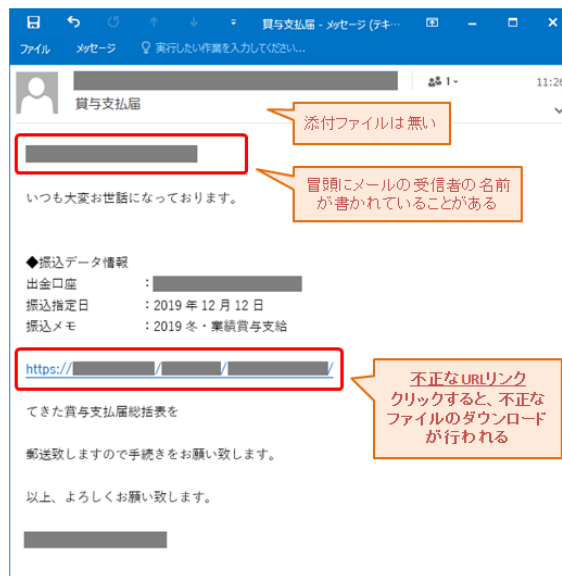 賞与支払届 - メッセージ (テキ…
ファイル メッセージ 実行したい作業を入力してください...
1
11:26
賞与支払届
添付ファイルは無い
冒頭にメールの受信者の名前
が書かれていることがある
いつも大変お世話になっております。
◆振込データ情報
出金口座 :
振込指定日 :2019 年 12 月 12 日
振込メモ :2019 冬・業績賞与支給
https:// / / /
不正なURLリンク
クリックすると、不正な
ファイルのダウンロード
が行われる
てきた賞与支払届総括表を
郵送致しますので手続きをお願い致します。
以上、よろしくお願い致します。